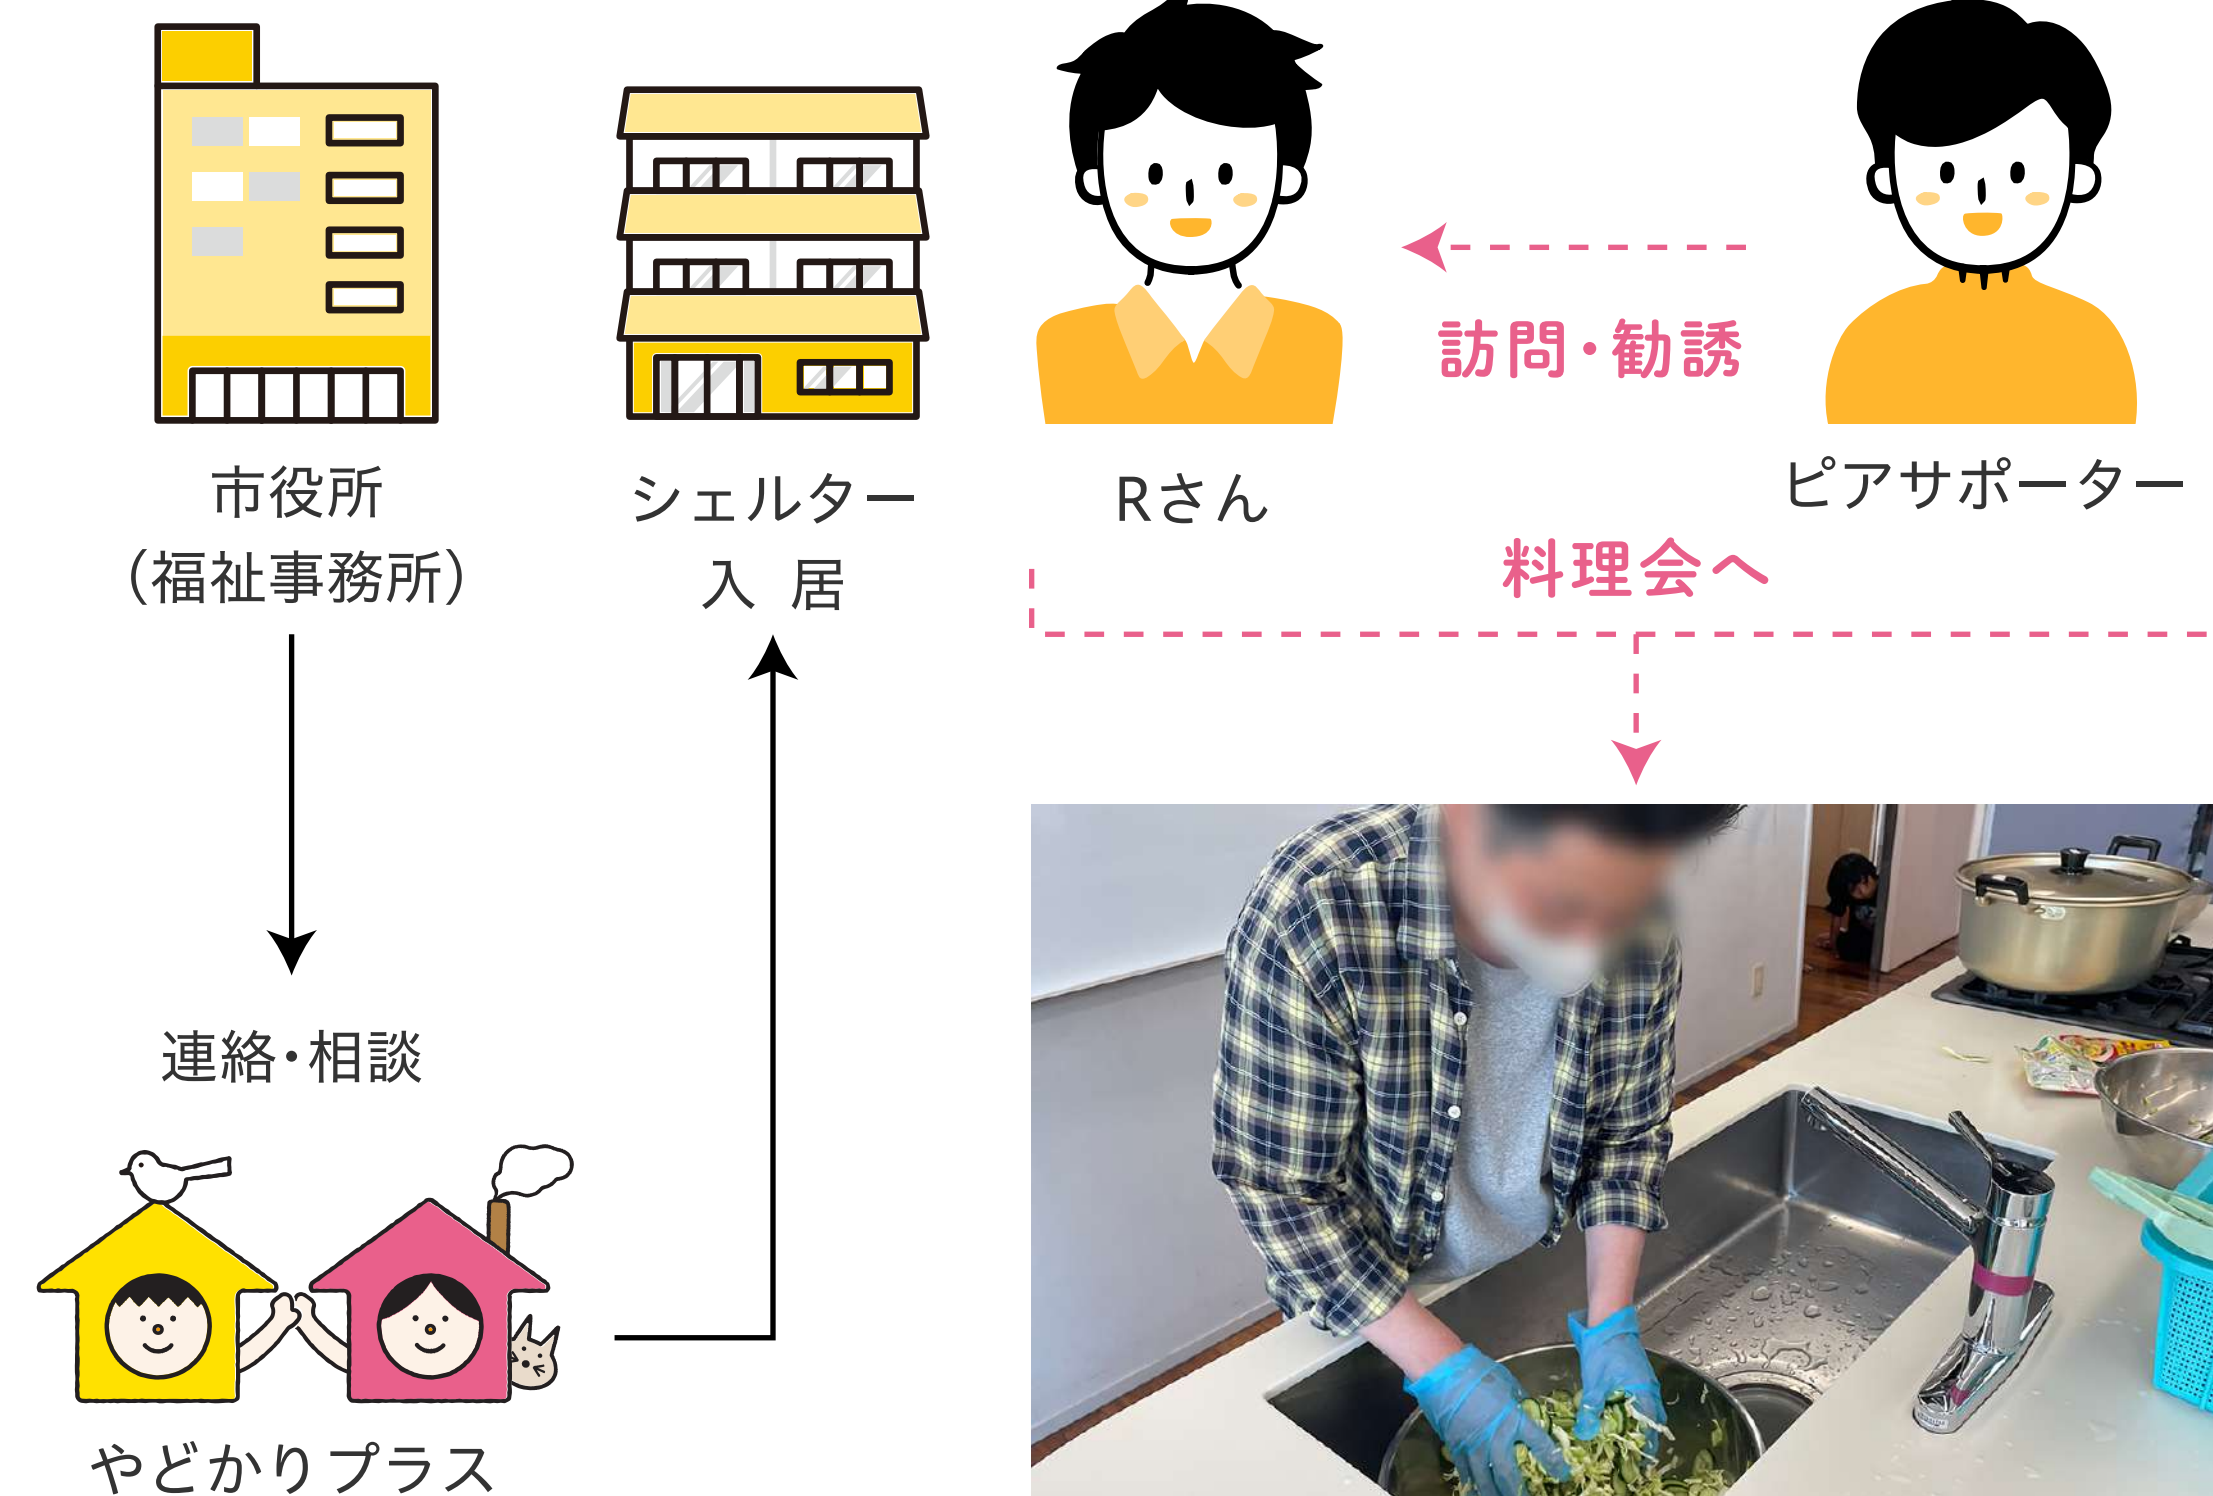 市役所
（福祉事務所）
シェルター
入 居
Rさん
訪問・勧誘
ピアサポーター
料理会へ
連絡・相談
やどかりプラス